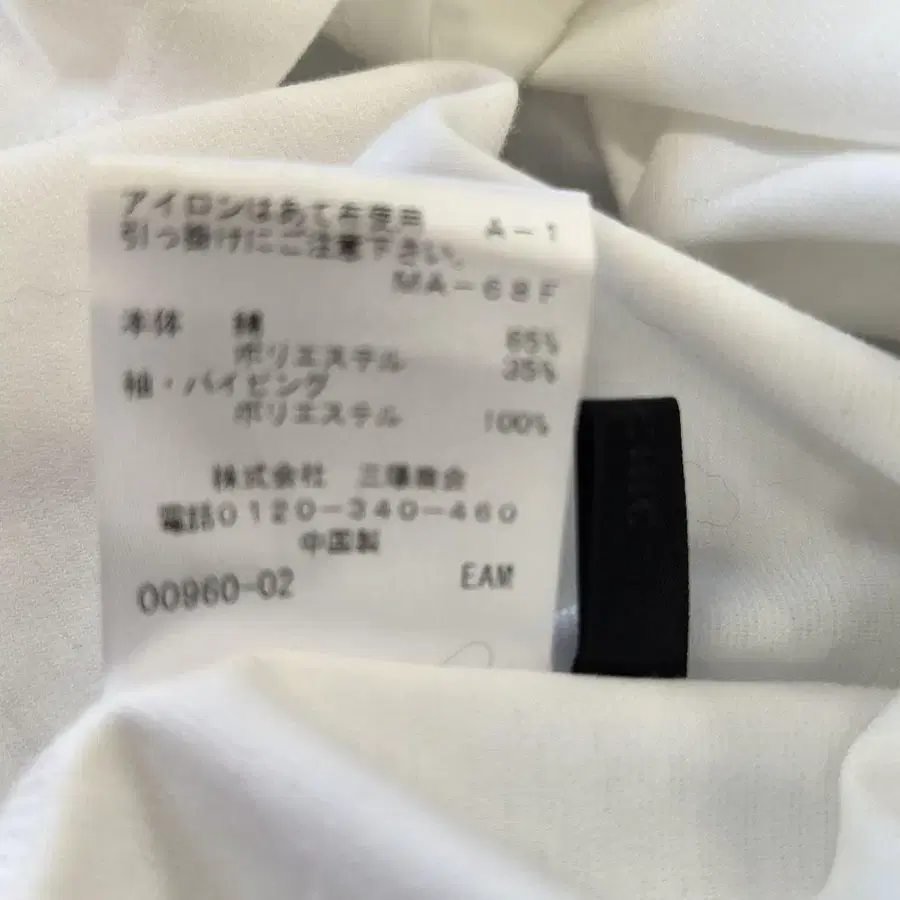 アイロンはあて布使用 A-1
引っ掛けにご注意下さい。
MA-68F
本体 綿 65%
ポリエステル 35%
袖・パイピング
ポリエステル 100%
株式会社 三陽商会
電話0120-340-460
中国製
00960-02 EAM